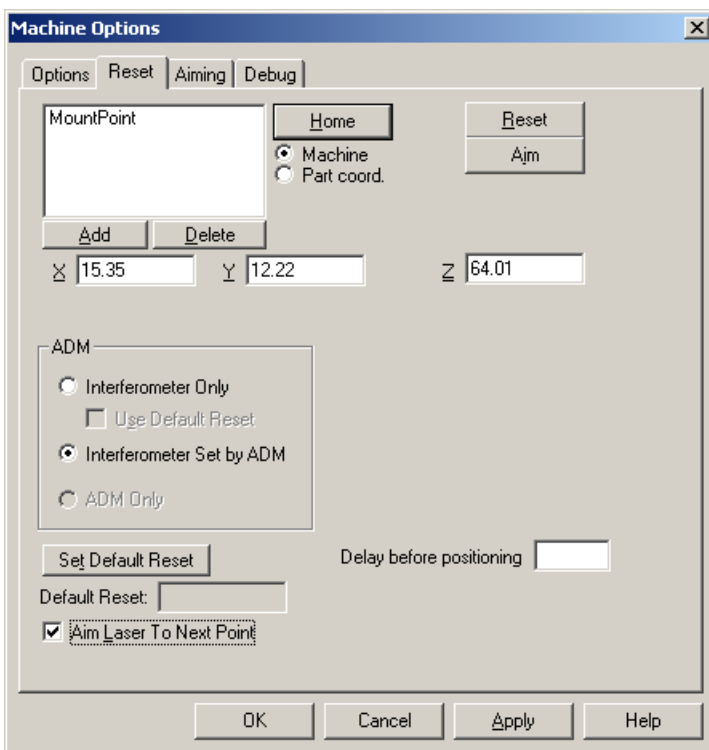 Machine Options
Options Reset Aiming Debug
MountPoint
Home
Reset
Machine
Aim
Part coord.
Add Delete
X 15.35 Y 12.22 Z 64.01
ADM
Interferometer Only
Use Default Reset
Interferometer Set by ADM
ADM Only
Set Default Reset Delay before positioning
Default Reset:
Aim Laser To Next Point
OK Cancel Apply Help